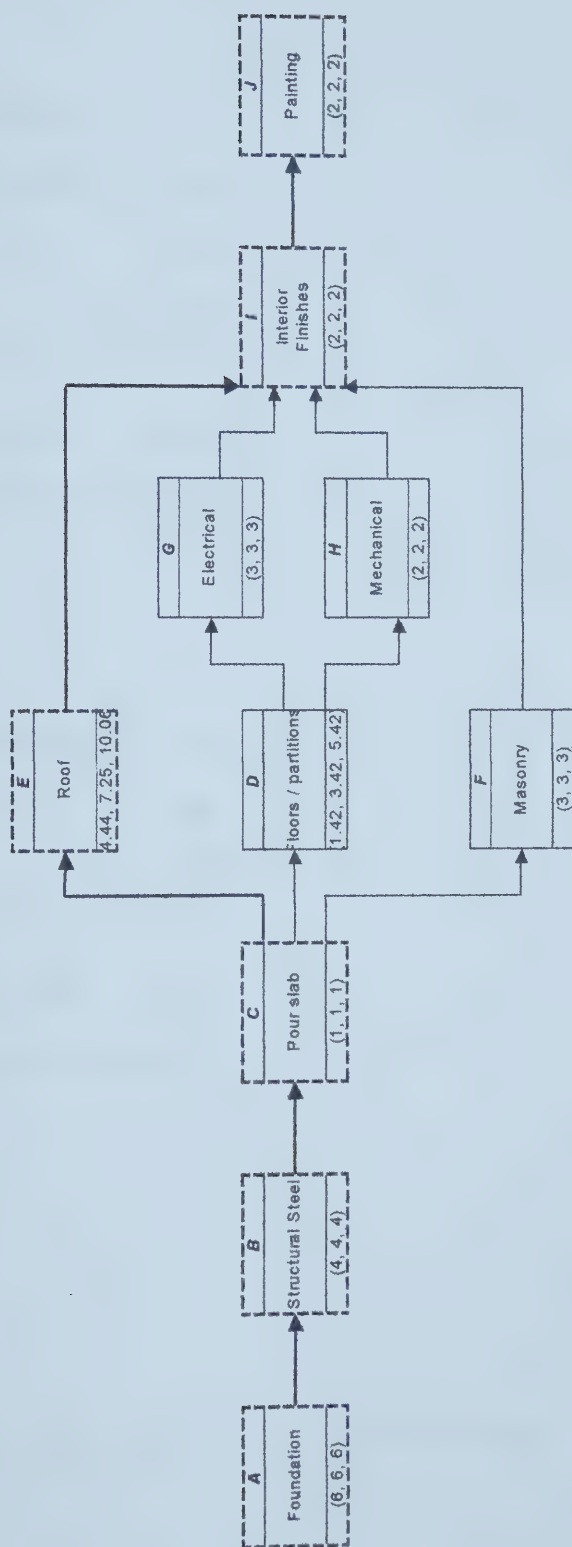 A
Foundation
(6, 6, 6)
B
Structural Steel
(4, 4, 4)
C
Pour slab
(1, 1, 1)
E
Roof
4.44, 7.25, 10.06
D
Floors / partitions
(1.42, 3.42, 5.42)
F
Masonry
(3, 3, 3)
G
Electrical
(3, 3, 3)
H
Mechanical
(2, 2, 2)
I
Interior
Finishes
(2, 2, 2)
J
Painting
(2, 2, 2)